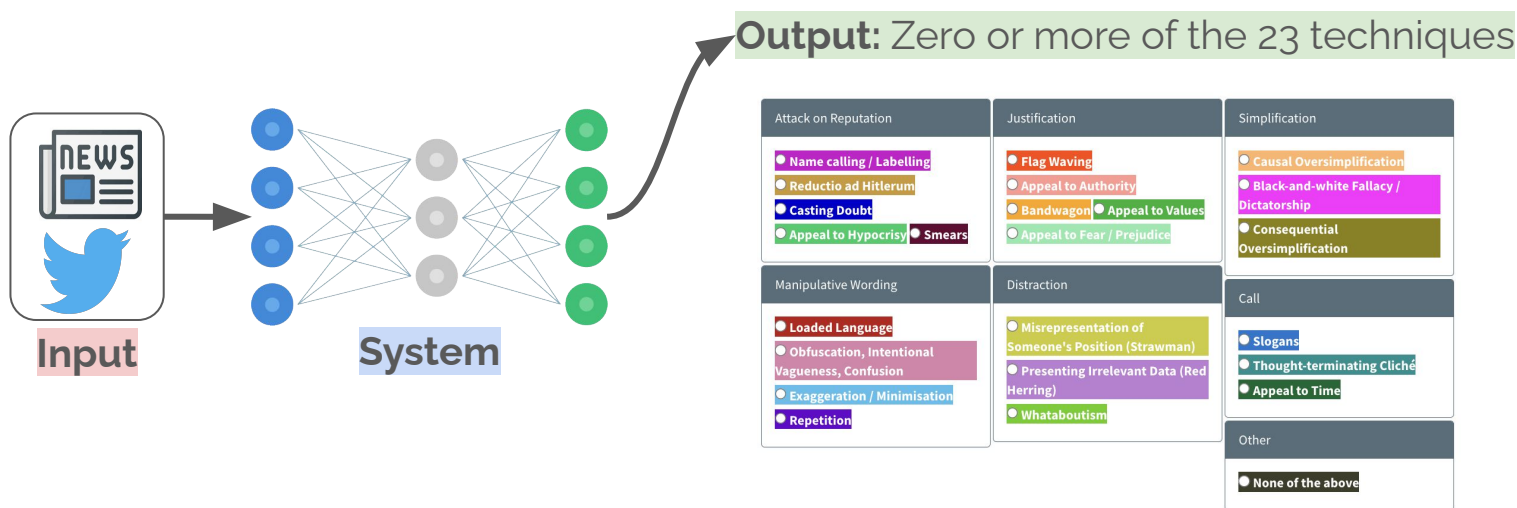 Output: Zero or more of the 23 techniques
NEWS
Input
System
Attack on Reputation
Name calling / Labelling
Reductio ad Hitlerum
Casting Doubt
Appeal to Hypocrisy Smears
Justification
Flag Waving
Appeal to Authority
Bandwagon Appeal to Values
Appeal to Fear / Prejudice
Simplification
Causal Oversimplification
Black-and-white Fallacy /
Dictatorship
Consequential
Oversimplification
Manipulative Wording
Loaded Language
Obfuscation, Intentional
Vagueness, Confusion
Exaggeration / Minimisation
Repetition
Distraction
Misrepresentation of
Someone's Position (Strawman)
Presenting Irrelevant Data (Red
Herring)
Whataboutism
Call
Slogans
Thought-terminating Cliché
Appeal to Time
Other
None of the above